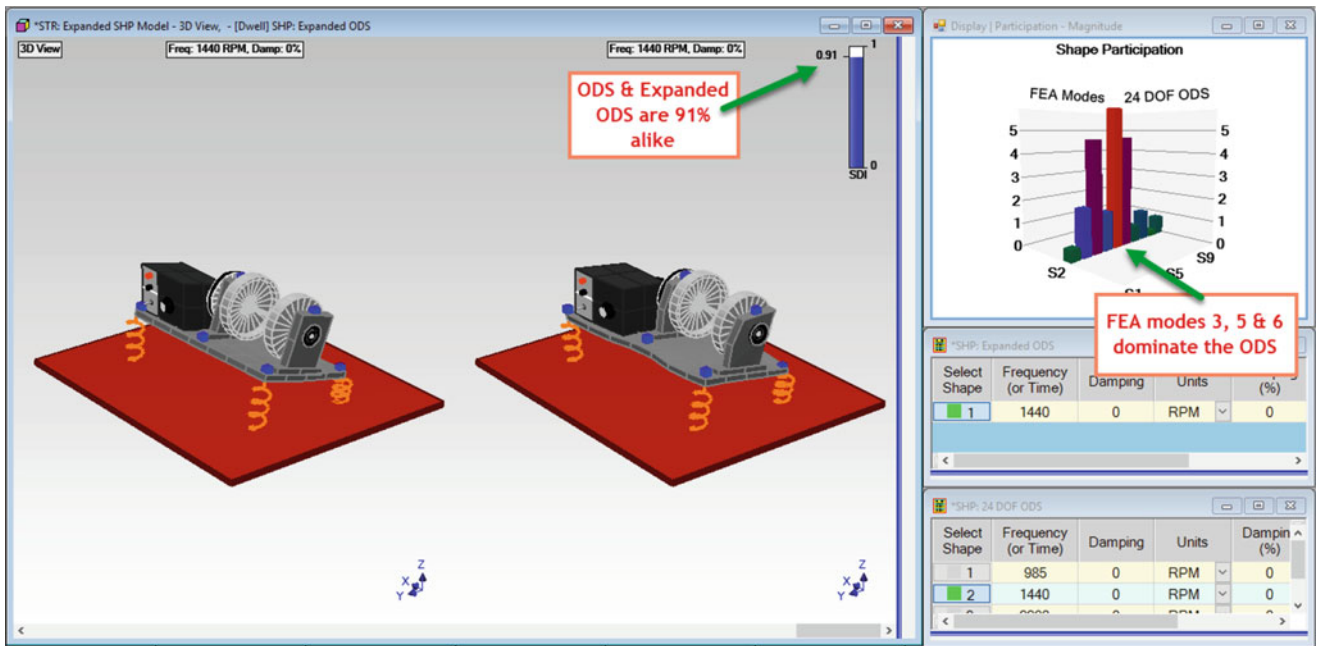 *STR: Expanded SHP Model - 3D View, - [Dwell] SHP: Expanded ODS
3D View
Freq: 1440 RPM, Damp: 0%
Freq: 1440 RPM, Damp: 0%
1
0.91
0
SDI
ODS & Expanded
ODS are 91%
alike
Z
X
Y
Z
X
Y
Display | Participation - Magnitude
Shape Participation
FEA Modes 24 DOF ODS
5 5
4 4
3 3
2 2
1 1
0 0
S2 S5 S9
FEA modes 3, 5 & 6
dominate the ODS
*SHP: Expanded ODS
Select Shape
Frequency (or Time)
Damping
Units
(%)
1 1440 0 RPM 0
*SHP: 24 DOF ODS
Select Shape
Frequency (or Time)
Damping
Units
Dampin (%)
1 985 0 RPM 0
2 1440 0 RPM 0